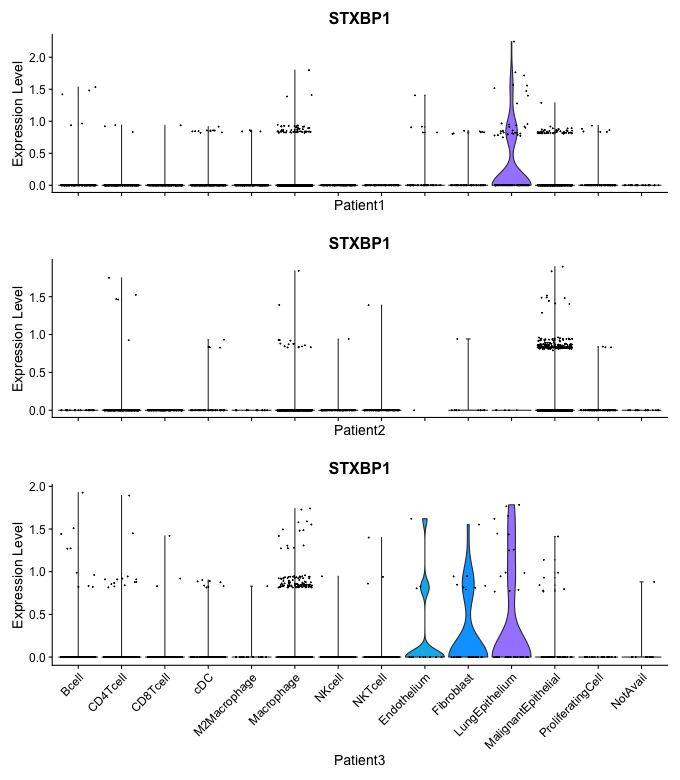 STXBP1
Expression Level
2.0
1.5
1.0
0.5
0.0
Patient1
STXBP1
Expression Level
1.5
1.0
0.5
0.0
Patient2
STXBP1
Expression Level
2.0
1.5
1.0
0.5
0.0
Bcell
CD4Tcell
CD8Tcell
cDC
M2Macrophage
Macrophage
NKcell
NKTcell
Endothelium
Fibroblast
LungEpithelium
MalignantEpithelial
ProliferatingCell
NotAvail
Patient3